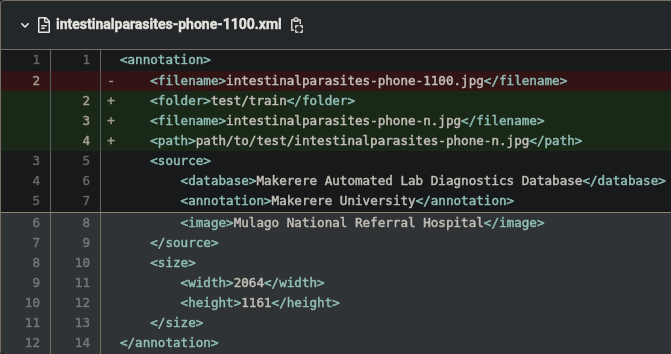 intestinalparasites-phone-1100.xml
1 1 <annotation>
2 - <filename>intestinalparasites-phone-1100.jpg</filename>
2 + <folder>test/train</folder>
3 + <filename>intestinalparasites-phone-n.jpg</filename>
4 + <path>path/to/test/intestinalparasites-phone-n.jpg</path>
3 5 <source>
4 6 <database>Makerere Automated Lab Diagnostics Database</database>
5 7 <annotation>Makerere University</annotation>
6 8 <image>Mulago National Referral Hospital</image>
7 9 </source>
8 10 <size>
9 11 <width>2064</width>
10 12 <height>1161</height>
11 13 </size>
12 14 </annotation>